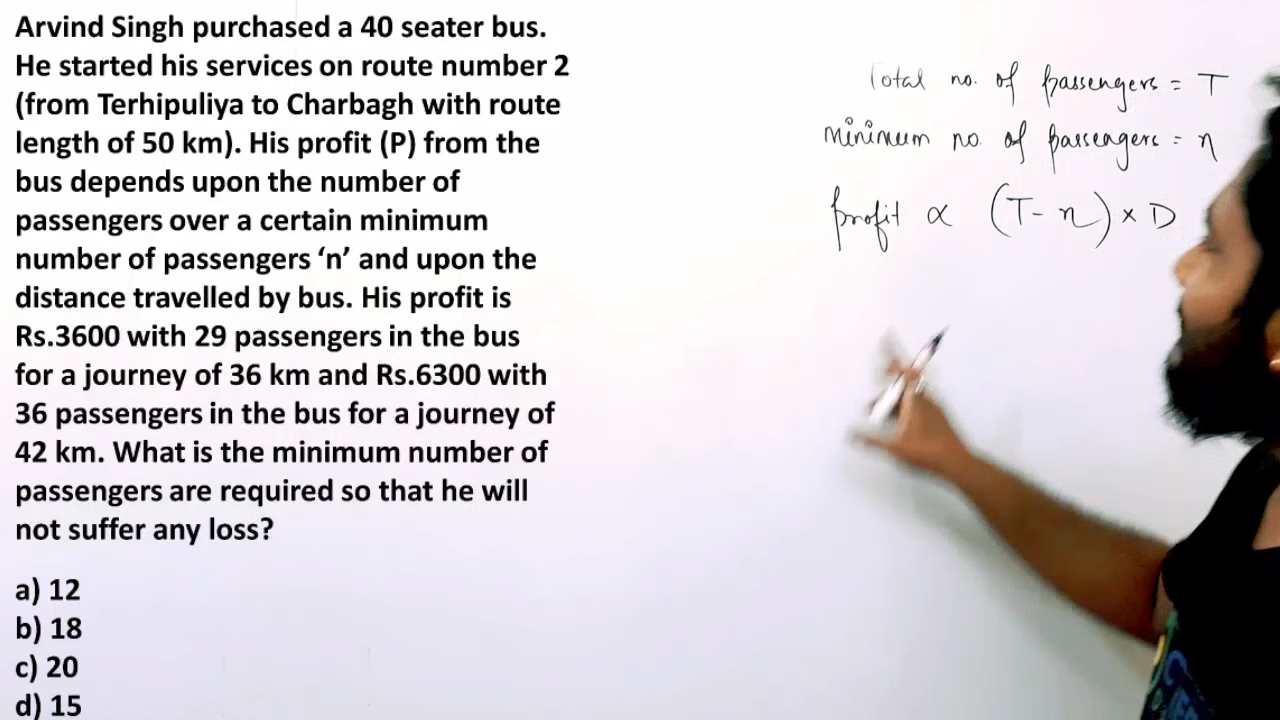 Arvind Singh purchased a 40 seater bus.
He started his services on route number 2
(from Terhipuliya to Charbagh with route
length of 50 km). His profit (P) from the
bus depends upon the number of
passengers over a certain minimum
number of passengers ‘n’ and upon the
distance travelled by bus. His profit is
Rs.3600 with 29 passengers in the bus
for a journey of 36 km and Rs.6300 with
36 passengers in the bus for a journey of
42 km. What is the minimum number of
passengers are required so that he will
not suffer any loss?
a) 12
b) 18
c) 20
d) 15
Total no. of passengers = T
minimum no. of passengers = n
profit ∝ (T - n) × D